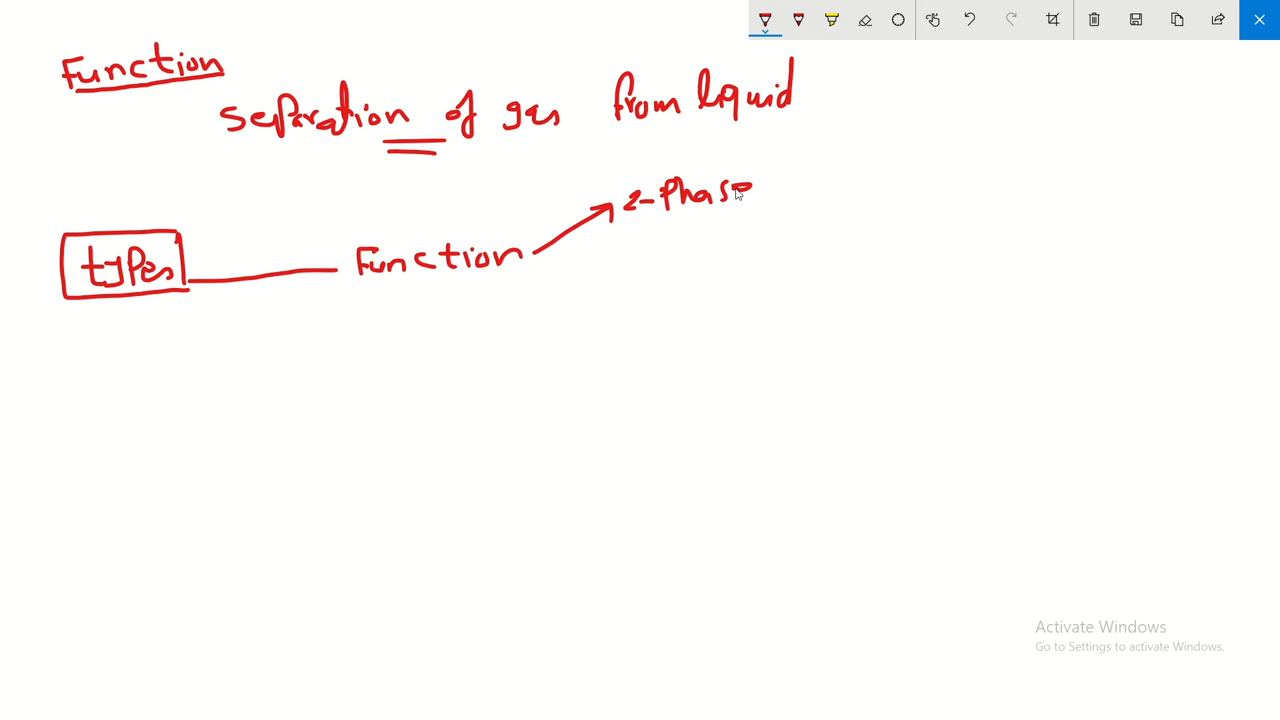 Function
separation of gas from liquid
2-Phase
types Function
Activate Windows
Go to Settings to activate Windows.